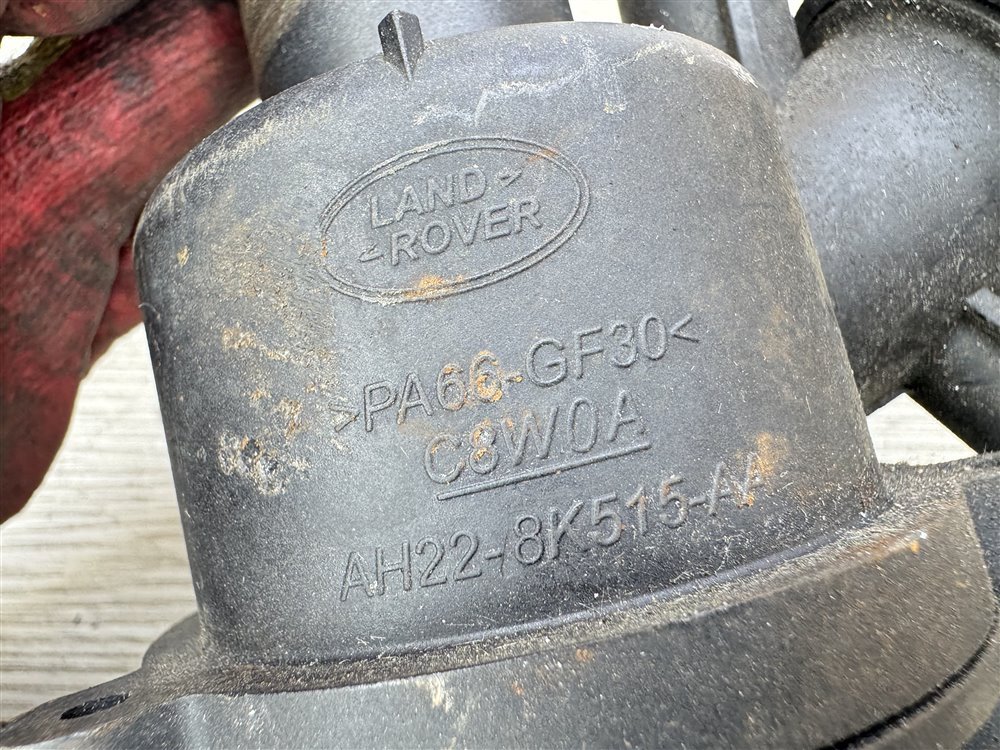 LAND
ROVER
>PA66-GF30<
C8W0A
AH22-8K515-AA